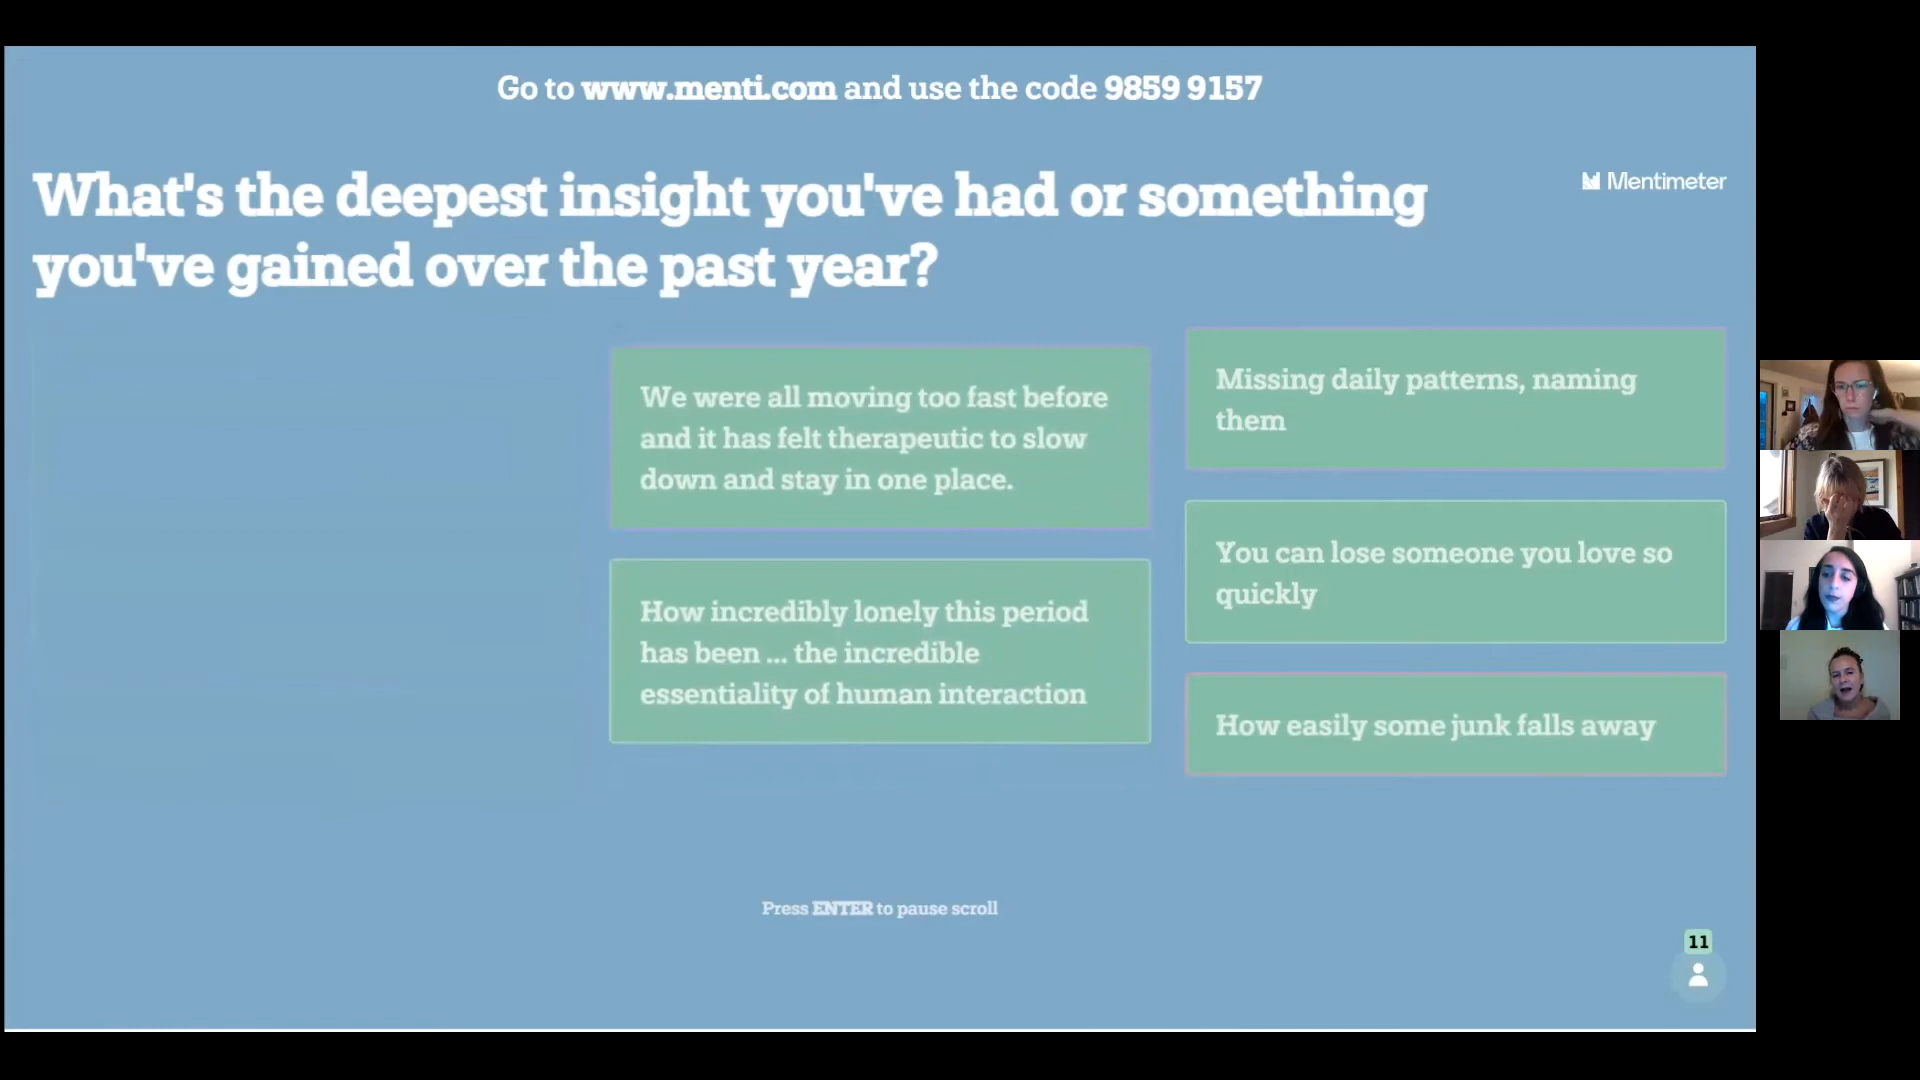 Go to www.menti.com and use the code 9859 9157
Mentimeter
What's the deepest insight you've had or something
you've gained over the past year?
We were all moving too fast before
and it has felt therapeutic to slow
down and stay in one place.
How incredibly lonely this period
has been ... the incredible
essentiality of human interaction
Missing daily patterns, naming
them
You can lose someone you love so
quickly
How easily some junk falls away
Press ENTER to pause scroll
11